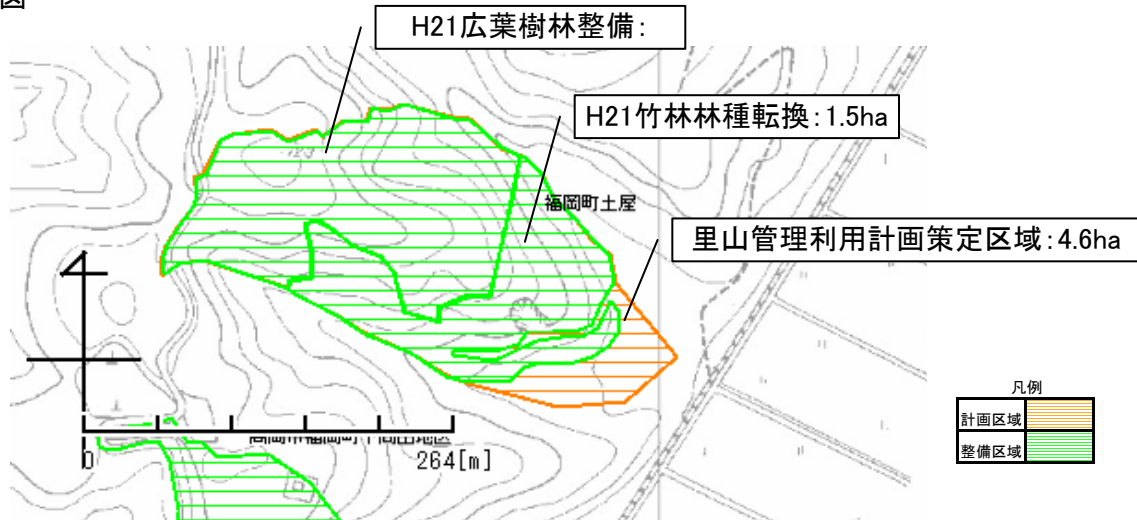 図
H21広葉樹林整備：
H21竹林林種転換：1.5ha
福岡町土屋
里山管理利用計画策定区域：4.6ha
0
264[m]
凡例
計画区域
整備区域